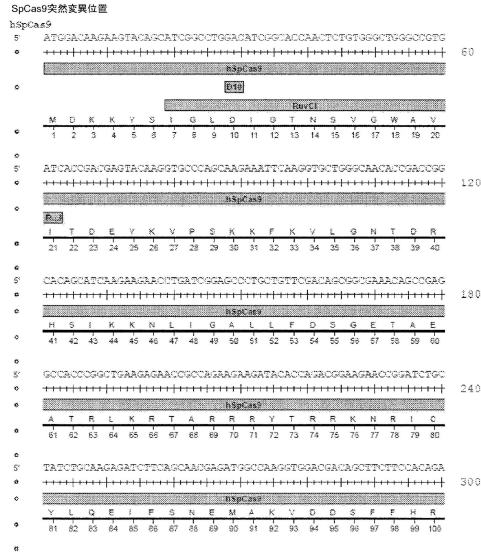 SpCas9突然変異位置
hSpCas9
5' ATGGACAAGAAGTACAGCATCGGCCTGGACATCGGCACCAACTCTGTGGGCTGGGCCGTG
60
hSpCas9
D10
RuvCI
M D K K Y S I G L D I G T N S V G W A V
1 2 3 4 5 6 7 8 9 10 11 12 13 14 15 16 17 18 19 20
5' ATCACCGACGAGTACAAGGTGCCCAGCAAGAAATTCAAGGTGCTGGGCAACACCGACCGG
120
hSpCas9
I T D E Y K V P S K K F K V L G N T D R
21 22 23 24 25 26 27 28 29 30 31 32 33 34 35 36 37 38 39 40
5' CACAGCATCAAGAAGAACCTGATCGGAGCCCTGCTGTTCGACAGCGGCGAAACAGCCGAG
180
hSpCas9
H S I K K N L I G A L L F D S G E T A E
41 42 43 44 45 46 47 48 49 50 51 52 53 54 55 56 57 58 59 60
5' GCCACCCGGCTGAAGAGAACCGCCAGAAGAAGATACACCAGACGGAAGAACCGGATCTGC
240
hSpCas9
A T R L K R T A R R R Y T R R K N R I C
61 62 63 64 65 66 67 68 69 70 71 72 73 74 75 76 77 78 79 80
5' TATCTGCAAGAGATCTTCAGCAACGAGATGGCCAAGGTGGACGACAGCTTCTTCCACAGA
300
hSpCas9
Y L Q E I F S N E M A K V D D S F F H R
81 82 83 84 85 86 87 88 89 90 91 92 93 94 95 96 97 98 99 100